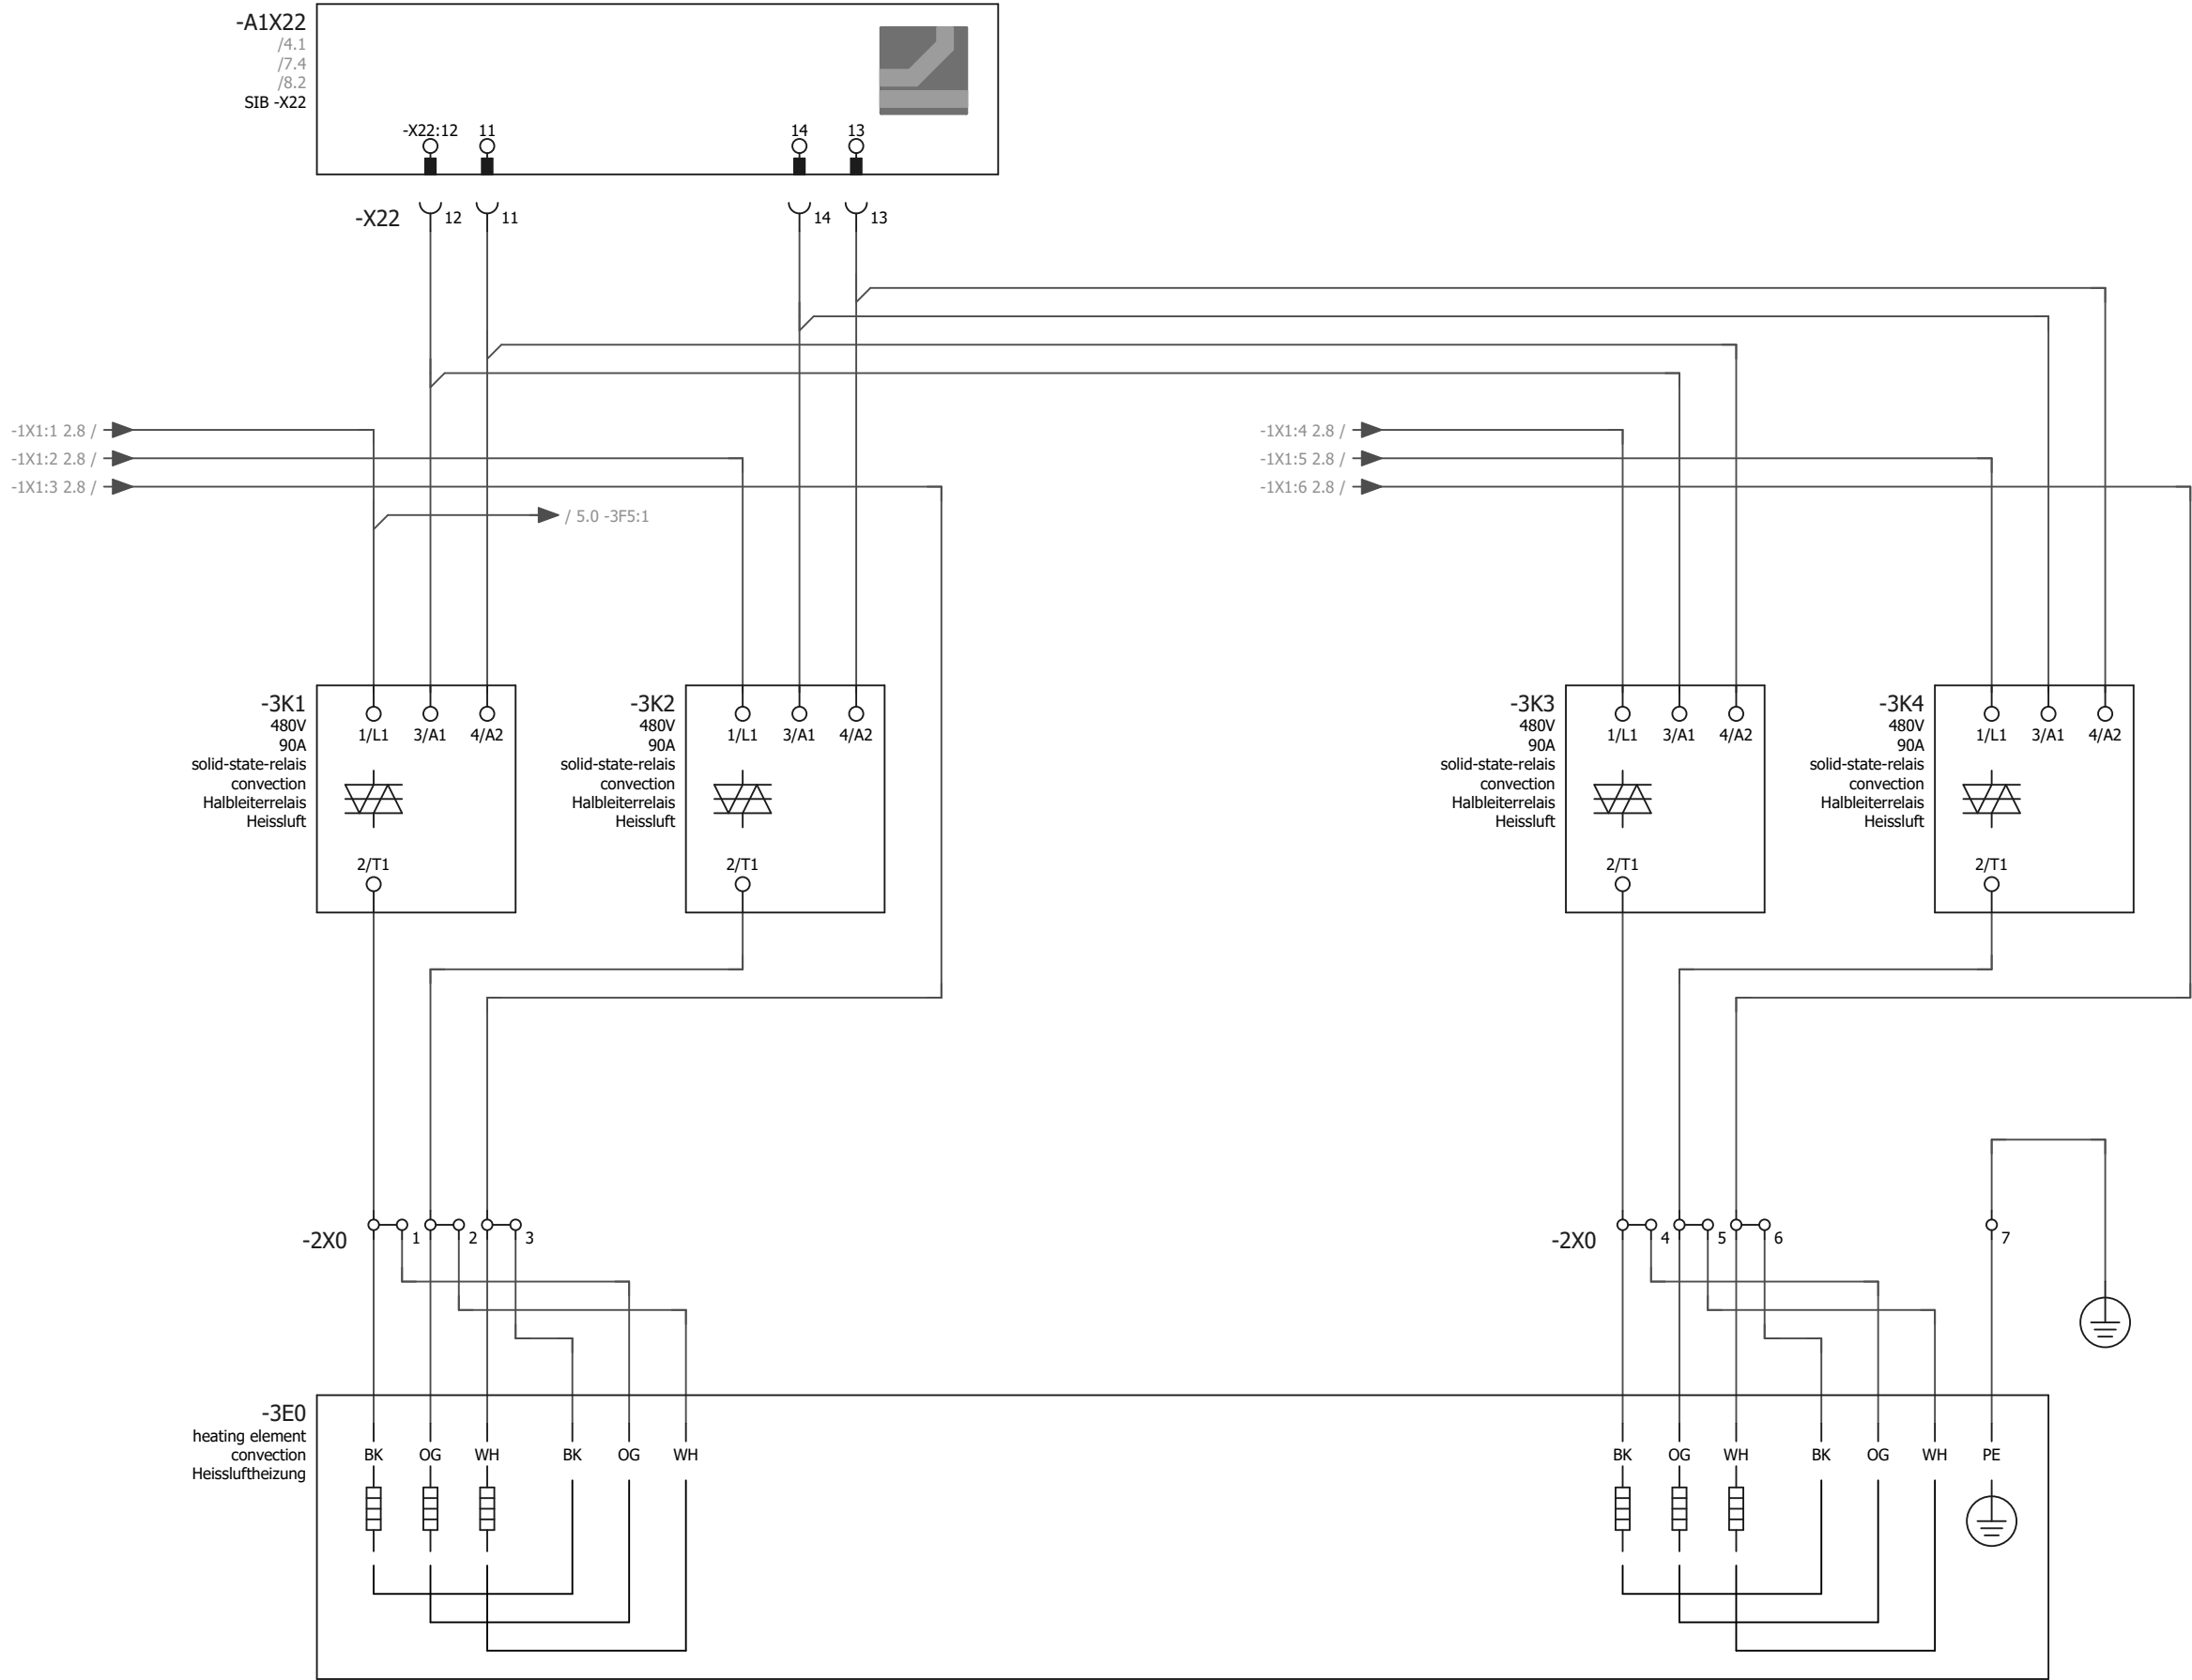 -A1X22
/4.1
/7.4
/8.2
SIB -X22
-X22:12 11 14 13
-X22 12 11 14 13
-1X1:1 2.8 /
-1X1:2 2.8 /
-1X1:3 2.8 /
/ 5.0 -3F5:1
-1X1:4 2.8 /
-1X1:5 2.8 /
-1X1:6 2.8 /
-3K1
480V
90A
solid-state-relais
convection
Halbleiterrelais
Heissluft
1/L1 3/A1 4/A2
2/T1
-3K2
480V
90A
solid-state-relais
convection
Halbleiterrelais
Heissluft
1/L1 3/A1 4/A2
2/T1
-3K3
480V
90A
solid-state-relais
convection
Halbleiterrelais
Heissluft
1/L1 3/A1 4/A2
2/T1
-3K4
480V
90A
solid-state-relais
convection
Halbleiterrelais
Heissluft
1/L1 3/A1 4/A2
2/T1
-2X0 1 2 3
-2X0 4 5 6 7
-3E0
heating element
convection
Heissluftheizung
BK OG WH BK OG WH
BK OG WH BK OG WH PE